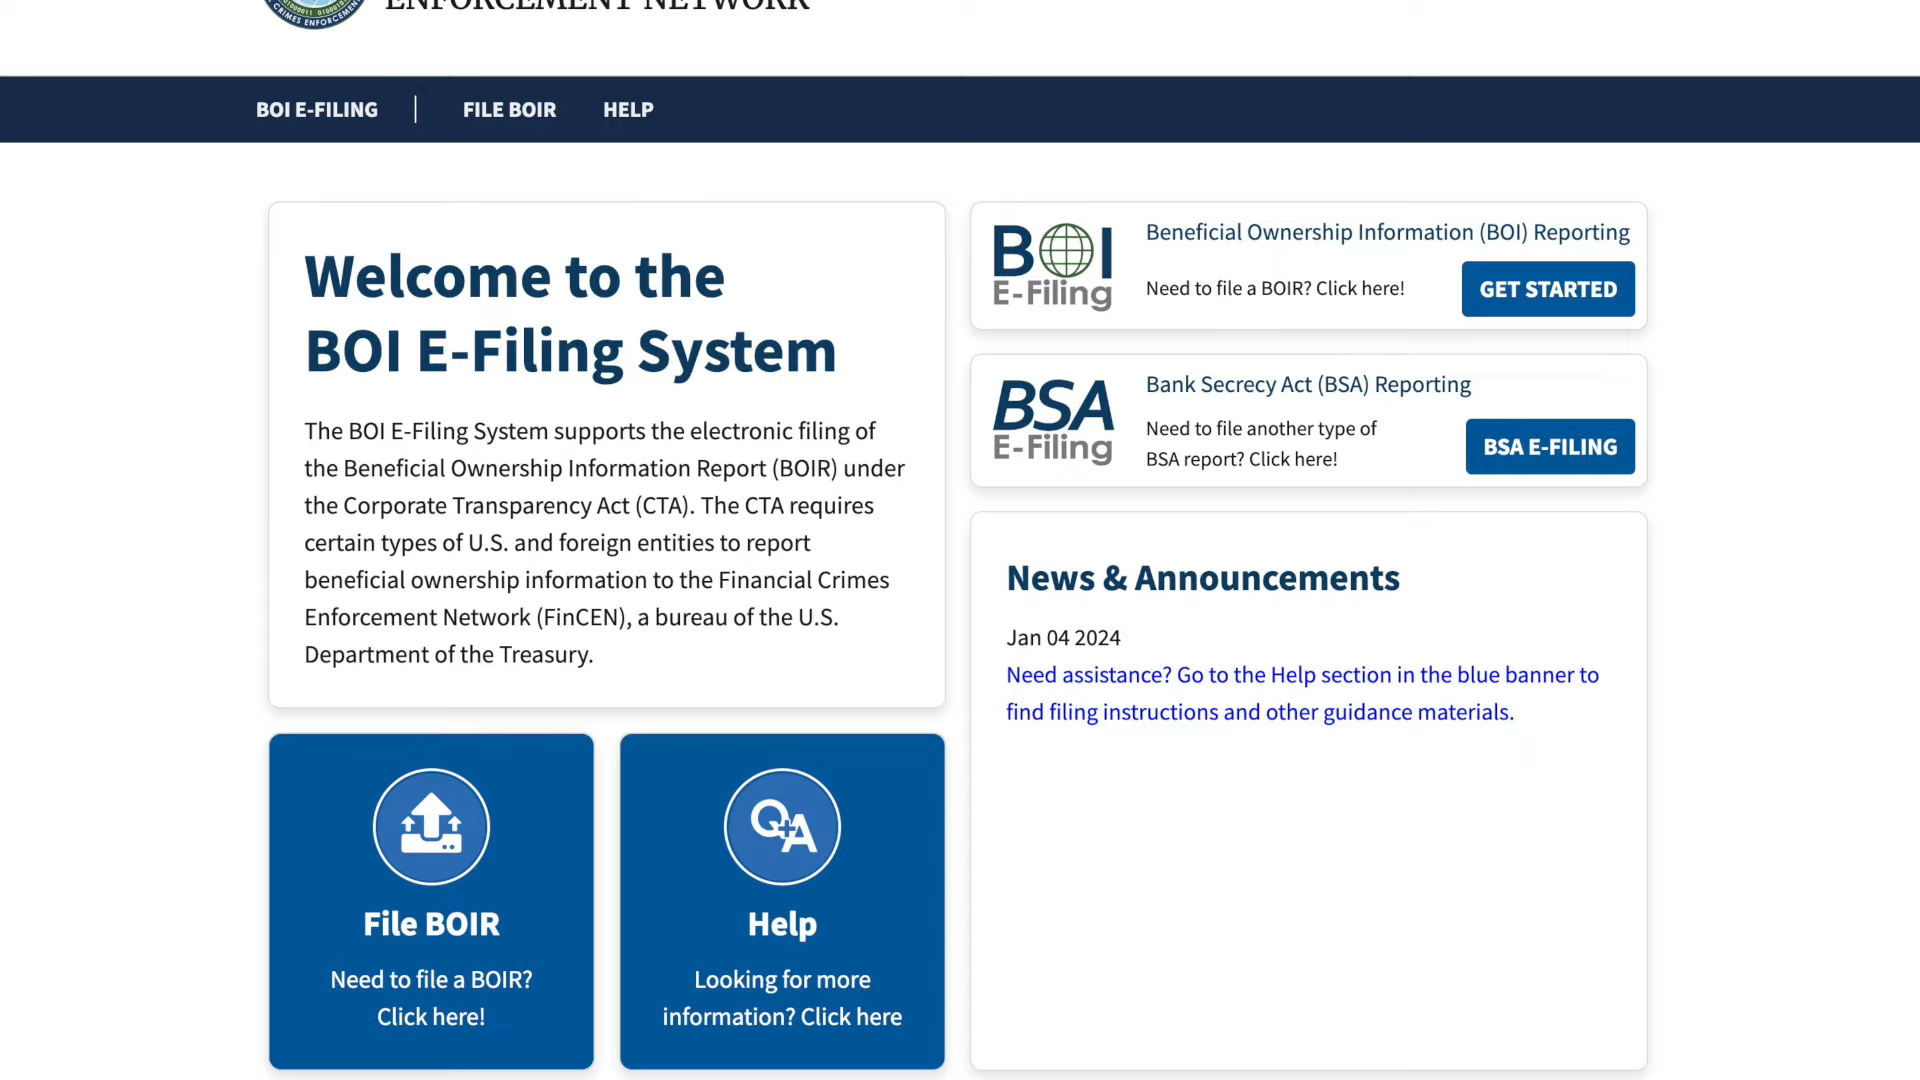 CRIMES ENFORCEMENT
ENFORCEMENT NETWORK
BOI E-FILING | FILE BOIR HELP
Welcome to the
BOI E-Filing System
The BOI E-Filing System supports the electronic filing of
the Beneficial Ownership Information Report (BOIR) under
the Corporate Transparency Act (CTA). The CTA requires
certain types of U.S. and foreign entities to report
beneficial ownership information to the Financial Crimes
Enforcement Network (FinCEN), a bureau of the U.S.
Department of the Treasury.
File BOIR
Need to file a BOIR?
Click here!
Q+A
Help
Looking for more
information? Click here
BOI
E-Filing
Beneficial Ownership Information (BOI) Reporting
Need to file a BOIR? Click here!
GET STARTED
BSA
E-Filing
Bank Secrecy Act (BSA) Reporting
Need to file another type of
BSA report? Click here!
BSA E-FILING
News & Announcements
Jan 04 2024
Need assistance? Go to the Help section in the blue banner to
find filing instructions and other guidance materials.